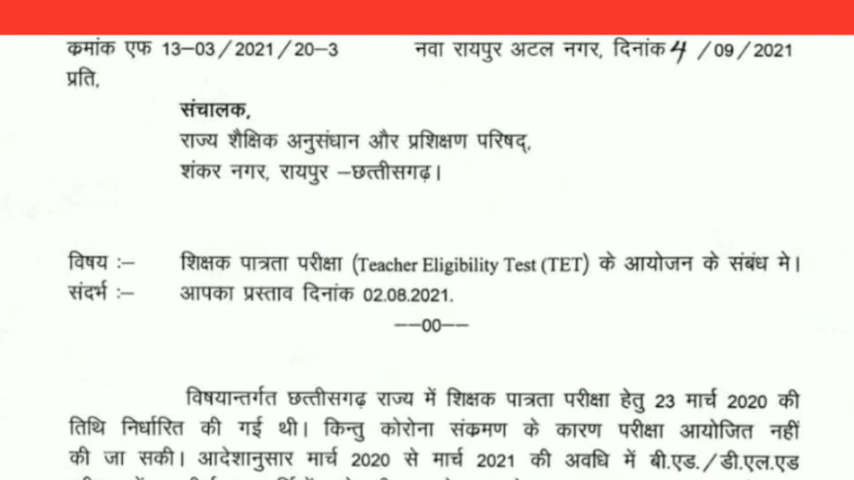 क्रमांक एफ 13–03/2021/20–3 नवा रायपुर अटल नगर, दिनांक 4 /09/2021
प्रति,
संचालक,
राज्य शैक्षिक अनुसंधान और प्रशिक्षण परिषद्,
शंकर नगर, रायपुर –छत्तीसगढ़।
विषय :– शिक्षक पात्रता परीक्षा (Teacher Eligibility Test (TET) के आयोजन के संबंध मे।
संदर्भ :– आपका प्रस्ताव दिनांक 02.08.2021.
––00––
विषयान्तर्गत छत्तीसगढ़ राज्य में शिक्षक पात्रता परीक्षा हेतु 23 मार्च 2020 की
तिथि निर्धारित की गई थी। किन्तु कोरोना संक्रमण के कारण परीक्षा आयोजित नहीं
की जा सकी। आदेशानुसार मार्च 2020 से मार्च 2021 की अवधि में बी.एड./डी.एल.एड